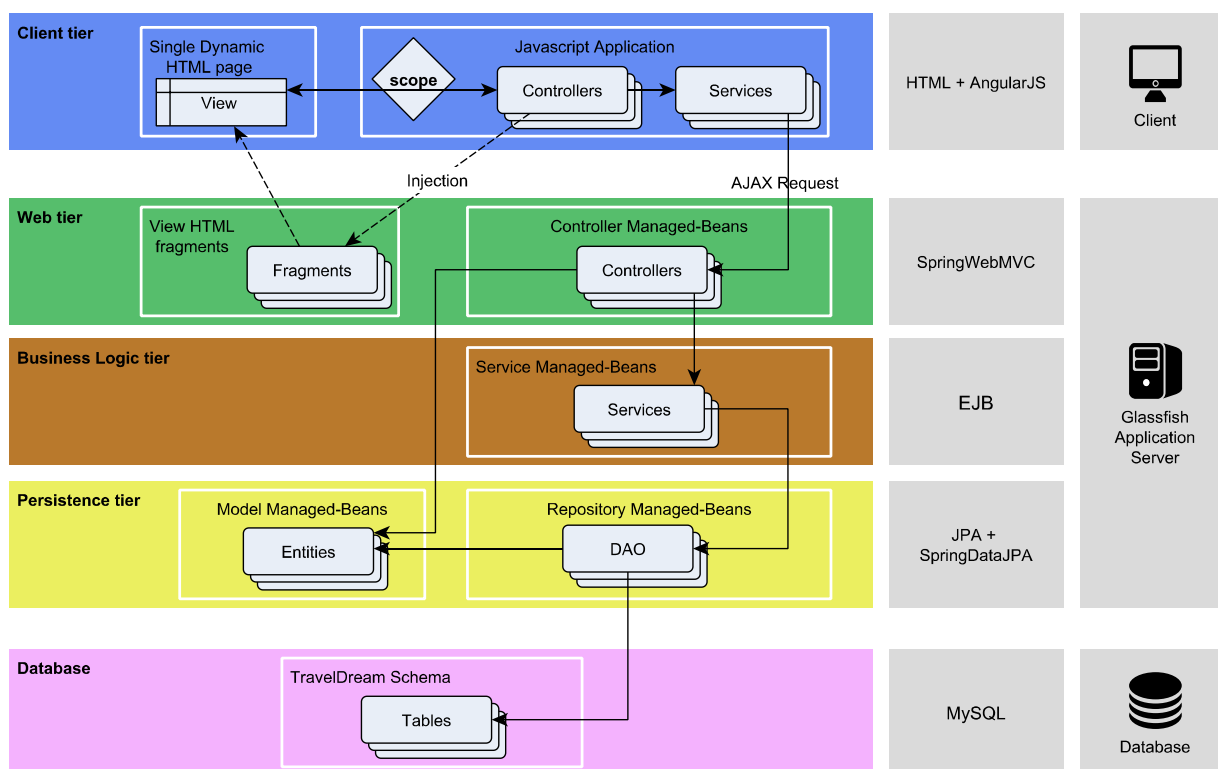 Client tier
Single Dynamic
HTML page
View
Javascript Application
scope
Controllers
Services
HTML + AngularJS
Client
Injection
AJAX Request
Web tier
View HTML
fragments
Fragments
Controller Managed-Beans
Controllers
SpringWebMVC
Business Logic tier
Service Managed-Beans
Services
EJB
Glassfish
Application
Server
Persistence tier
Model Managed-Beans
Entities
Repository Managed-Beans
DAO
JPA +
SpringDataJPA
Database
TravelDream Schema
Tables
MySQL
Database